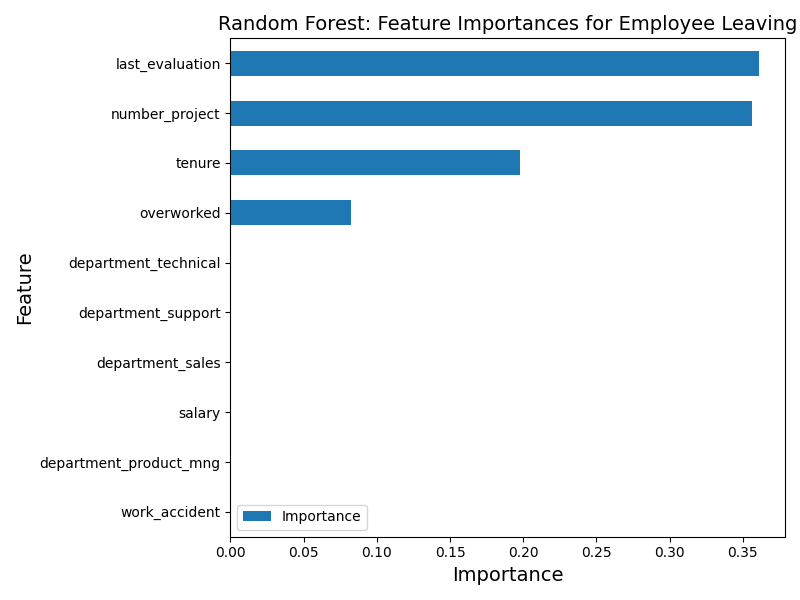 Random Forest: Feature Importances for Employee Leaving
last_evaluation
number_project
tenure
overworked
department_technical
department_support
department_sales
salary
department_product_mng
work_accident
Feature
Importance
0.00 0.05 0.10 0.15 0.20 0.25 0.30 0.35
Importance